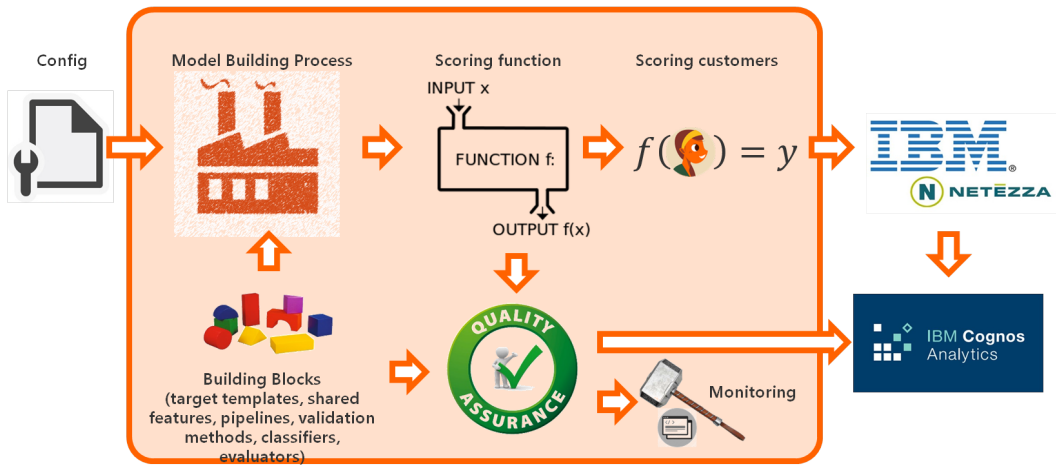 Config
Model Building Process
Scoring function
Scoring customers
INPUT x
FUNCTION f:
OUTPUT f(x)
f( ) = y
IBM®
N NETĒZZA
QUALITY
ASSURANCE
IBM Cognos
Analytics
Building Blocks
(target templates, shared
features, pipelines, validation
methods, classifiers,
evaluators)
Monitoring